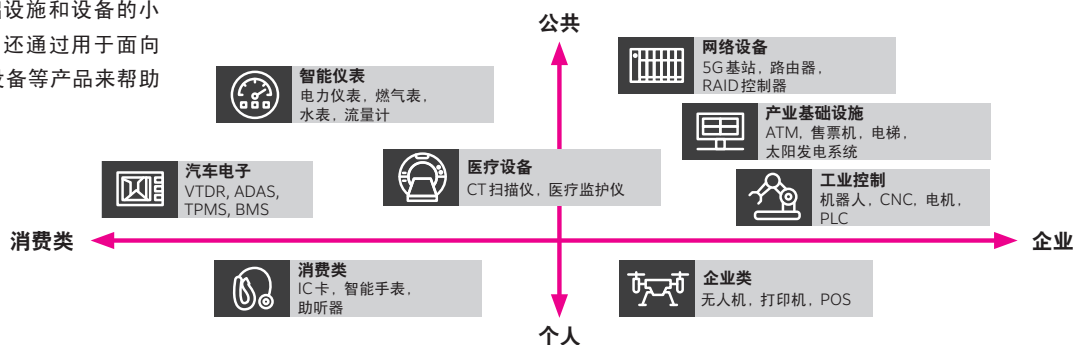 础设施和设备的小
还通过用于面向
设备等产品来帮助
公共
网络设备
5G基站，路由器，
RAID控制器
智能仪表
电力仪表，燃气表，
水表，流量计
产业基础设施
ATM，售票机，电梯，
太阳发电系统
医疗设备
CT扫描仪，医疗监护仪
汽车电子
VTDR, ADAS,
TPMS, BMS
工业控制
机器人，CNC，电机，
PLC
消费类
企业
消费类
IC卡，智能手表，
助听器
企业类
无人机，打印机，POS
个人